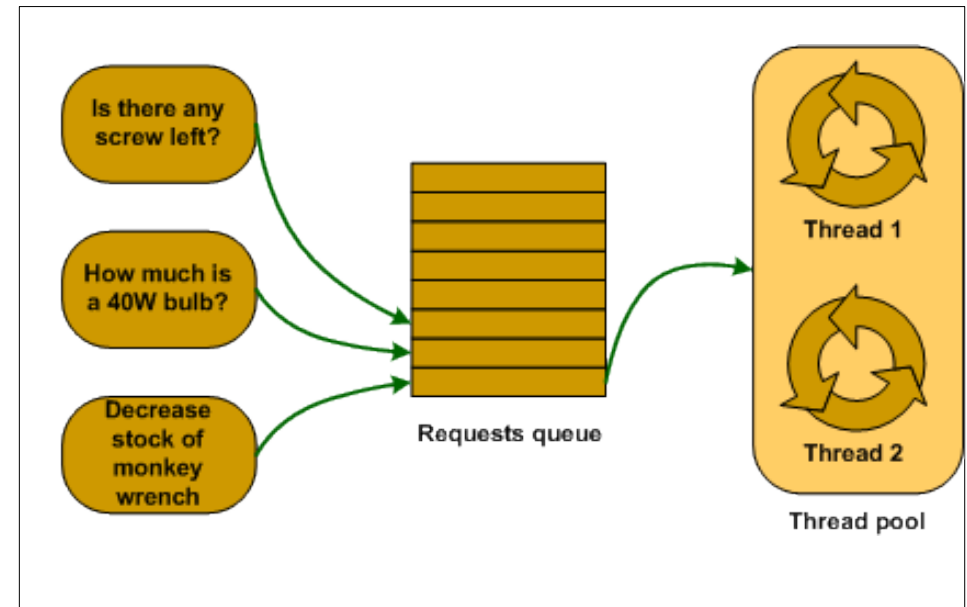 Is there any
screw left?
How much is
a 40W bulb?
Decrease
stock of
monkey
wrench
Requests queue
Thread 1
Thread 2
Thread pool